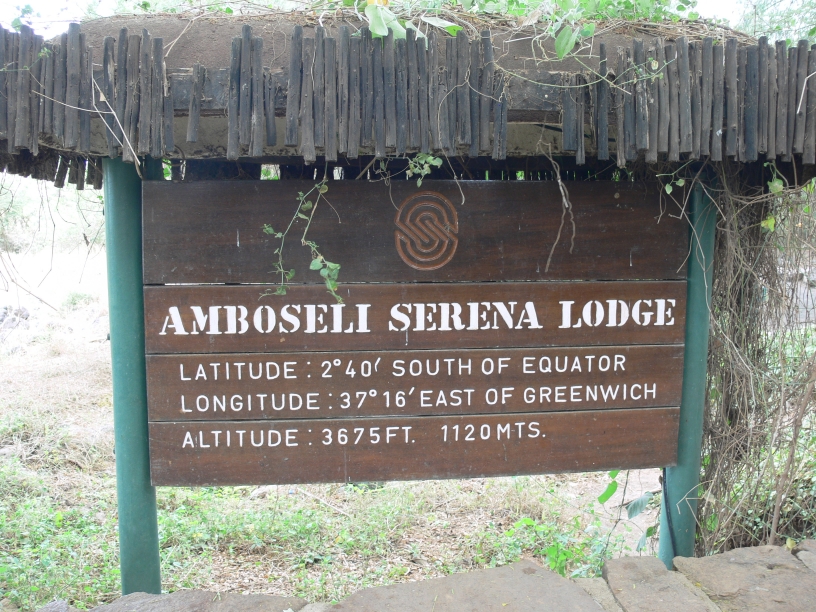 AMBOSELI SERENA LODGE
LATITUDE : 2°40′ SOUTH OF EQUATOR
LONGITUDE : 37°16′ EAST OF GREENWICH
ALTITUDE : 3675FT. 1120MTS.